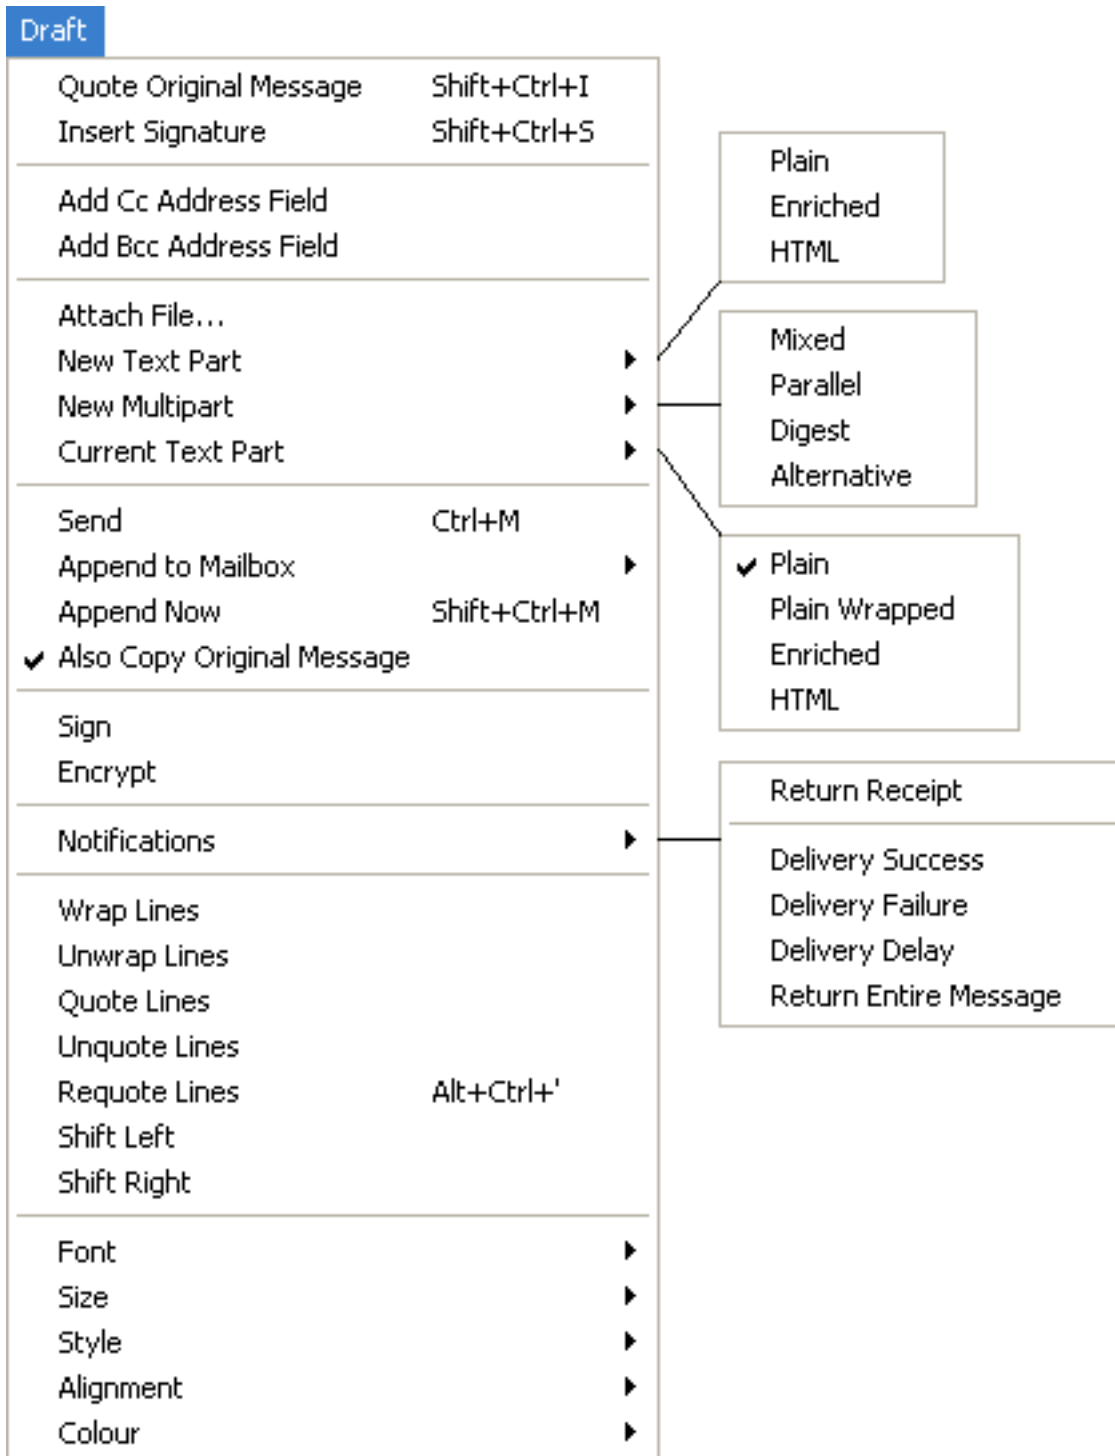 Draft
Quote Original Message Shift+Ctrl+I
Insert Signature Shift+Ctrl+S
Add Cc Address Field
Add Bcc Address Field
Attach File...
New Text Part
New Multipart
Current Text Part
Send Ctrl+M
Append to Mailbox
Append Now Shift+Ctrl+M
Also Copy Original Message
Sign
Encrypt
Notifications
Wrap Lines
Unwrap Lines
Quote Lines
Unquote Lines
Requote Lines Alt+Ctrl+'
Shift Left
Shift Right
Font
Size
Style
Alignment
Colour
Plain
Enriched
HTML
Mixed
Parallel
Digest
Alternative
Plain
Plain Wrapped
Enriched
HTML
Return Receipt
Delivery Success
Delivery Failure
Delivery Delay
Return Entire Message